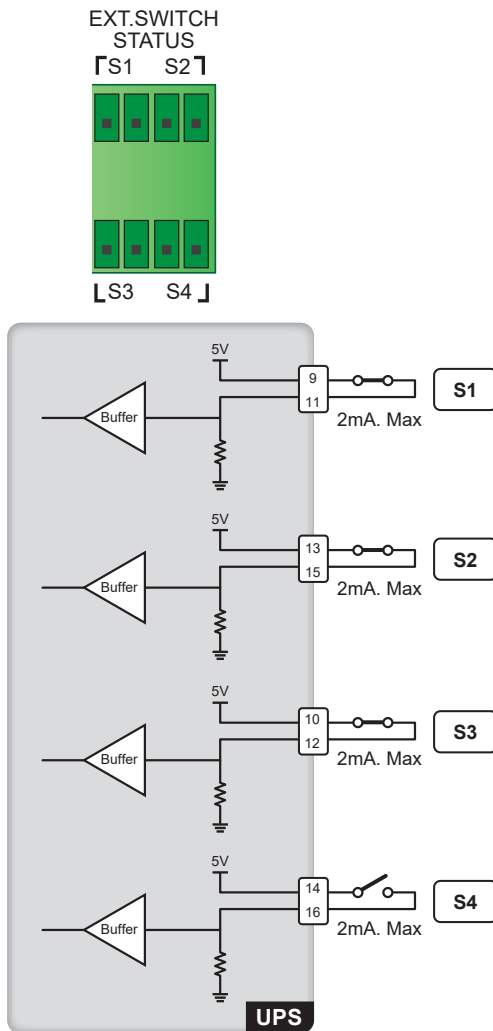 EXT.SWITCH
STATUS
S1 S2
S3 S4
5V
9
11
Buffer
2mA. Max
S1
5V
13
15
Buffer
2mA. Max
S2
5V
10
12
Buffer
2mA. Max
S3
5V
14
16
Buffer
2mA. Max
S4
UPS